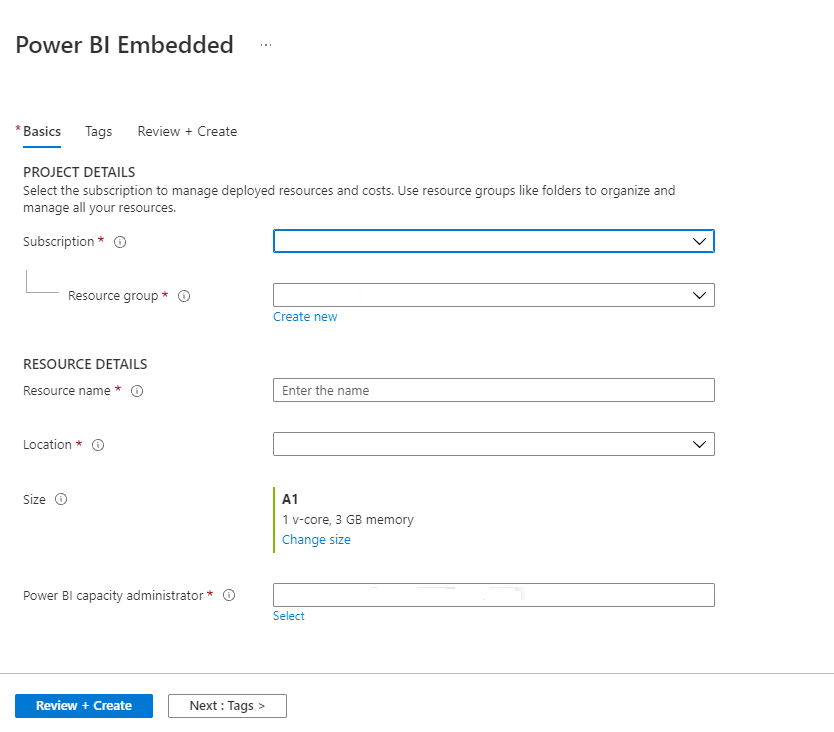 Power BI Embedded ...
* Basics Tags Review + Create
PROJECT DETAILS
Select the subscription to manage deployed resources and costs. Use resource groups like folders to organize and
manage all your resources.
Subscription *
Resource group *
Create new
RESOURCE DETAILS
Resource name * Enter the name
Location *
Size A1
1 v-core, 3 GB memory
Change size
Power BI capacity administrator *
Select
Review + Create Next : Tags >